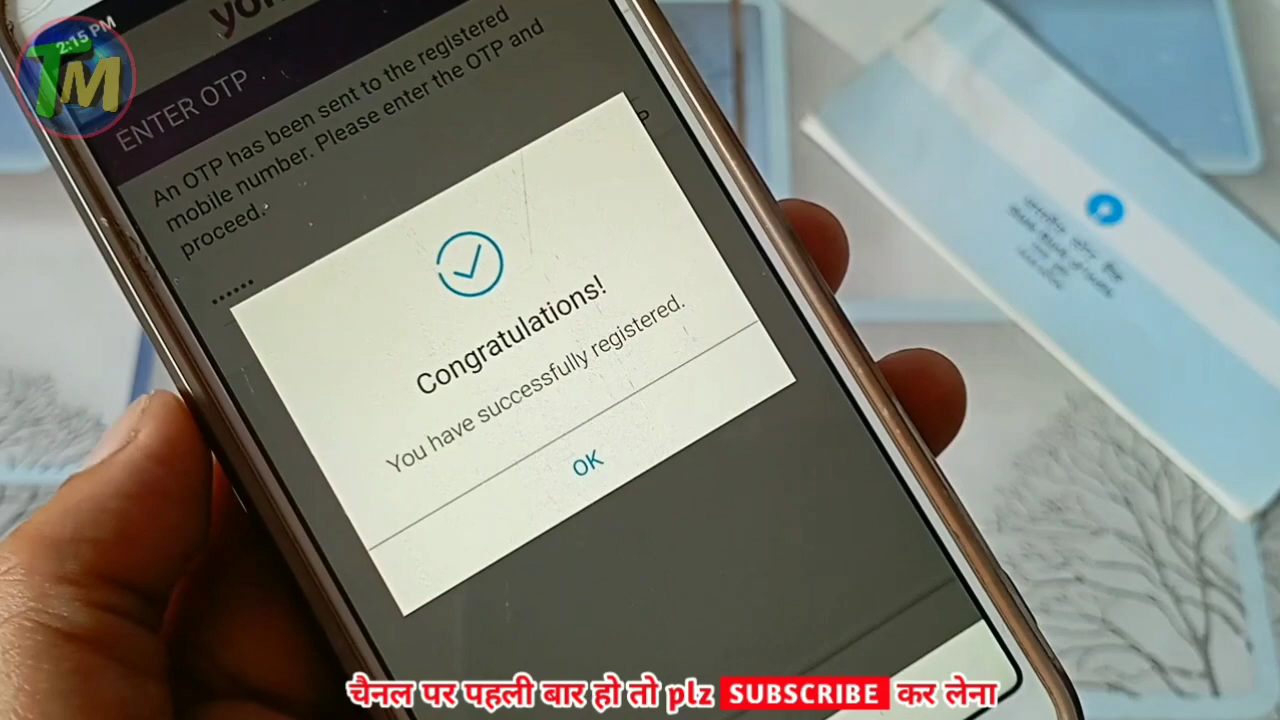 2:15 PM
TM
ENTER OTP
An OTP has been sent to the registered
mobile number. Please enter the OTP and
proceed.
Congratulations!
You have successfully registered.
OK
चैनल पर पहली बार हो तो plz SUBSCRIBE कर लेना